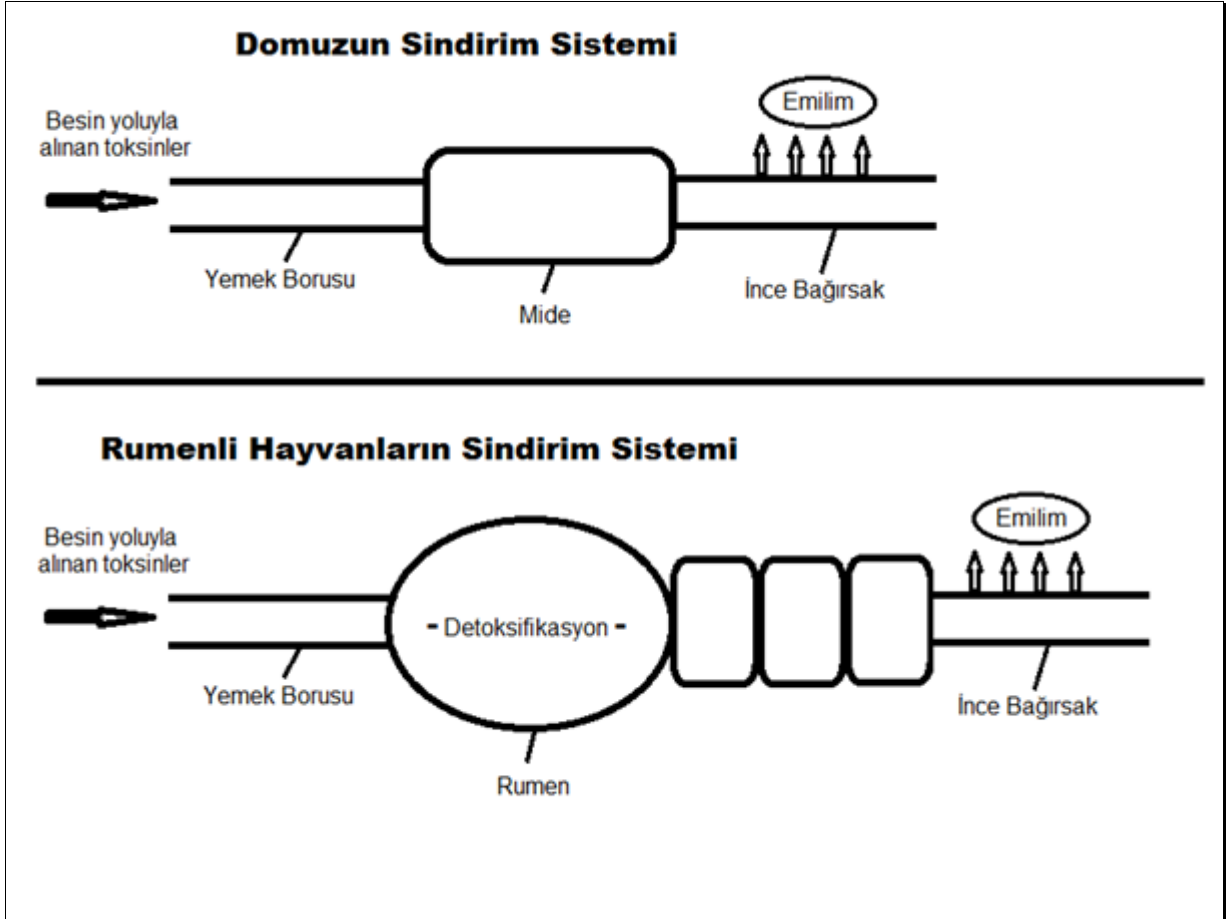 Domuzun Sindirim Sistemi
Besin yoluyla
alınan toksinler
Emilim
Yemek Borusu
Mide
İnce Bağırsak
Rumenli Hayvanların Sindirim Sistemi
Besin yoluyla
alınan toksinler
Emilim
- Detoksifikasyon -
Yemek Borusu
İnce Bağırsak
Rumen